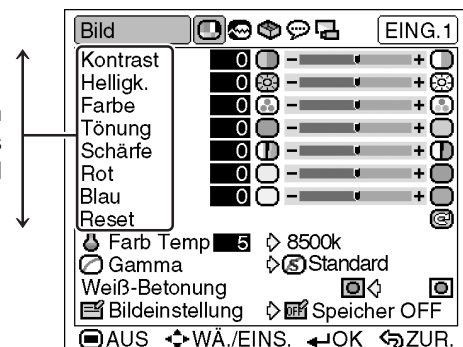 Bild EING.1
Kontrast 0 - +
Helligk. 0 - +
Farbe 0 - +
Tönung 0 - +
Schärfe 0 - +
Rot 0 - +
Blau 0 - +
Reset
Farb Temp 5 8500k
Gamma S Standard
Weiß-Betonung
Bildeinstellung OFF Speicher OFF
AUS WÄ./EINS. OK ZUR.